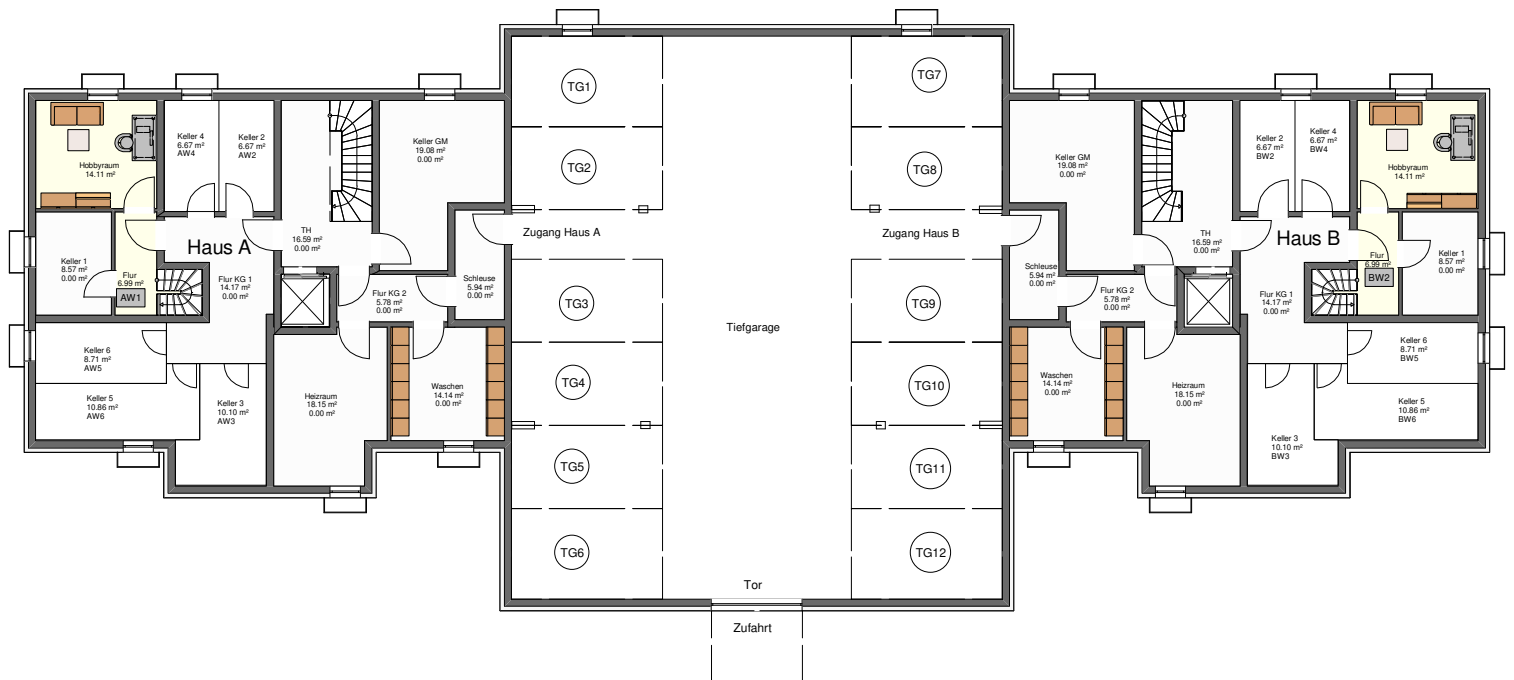 Hobbyraum
14.11 m²
Keller 4
6.67 m²
AW4
Keller 2
6.67 m²
AW2
Keller GM
19.08 m²
0.00 m²
Haus A
TH
16.59 m²
0.00 m²
Keller 1
8.57 m²
0.00 m²
Flur
6.99 m²
AW1
Flur KG 1
14.17 m²
0.00 m²
Flur KG 2
5.78 m²
0.00 m²
Schleuse
5.94 m²
0.00 m²
Keller 6
8.71 m²
AW5
Keller 5
10.86 m²
AW6
Keller 3
10.10 m²
AW3
Heizraum
18.15 m²
0.00 m²
Waschen
14.14 m²
0.00 m²
TG1
TG2
Zugang Haus A
TG3
TG4
TG5
TG6
Tiefgarage
Tor
Zufahrt
TG7
TG8
Zugang Haus B
TG9
TG10
TG11
TG12
Keller GM
19.08 m²
0.00 m²
Keller 2
6.67 m²
BW2
Keller 4
6.67 m²
BW4
Hobbyraum
14.11 m²
TH
16.59 m²
0.00 m²
Haus B
Schleuse
5.94 m²
0.00 m²
Flur KG 2
5.78 m²
0.00 m²
Flur KG 1
14.17 m²
0.00 m²
Flur
6.99 m²
BW2
Keller 1
8.57 m²
0.00 m²
Keller 6
8.71 m²
BW5
Keller 5
10.86 m²
BW6
Keller 3
10.10 m²
BW3
Waschen
14.14 m²
0.00 m²
Heizraum
18.15 m²
0.00 m²